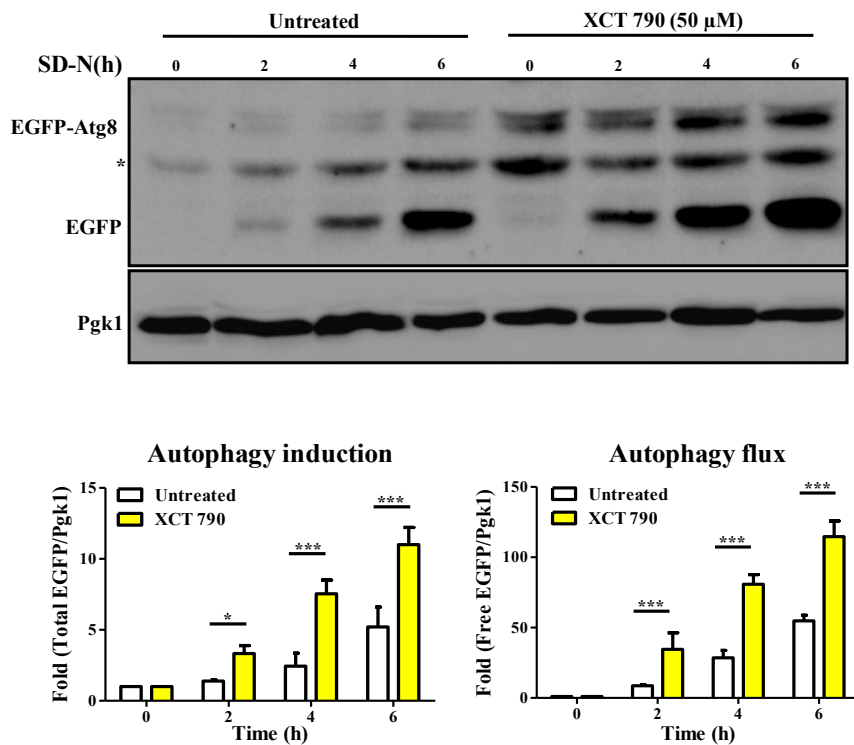 Untreated XCT 790 (50 µM)
SD-N(h) 0 2 4 6 0 2 4 6
EGFP-Atg8
*
EGFP
Pgk1
Autophagy induction
Fold (Total EGFP/Pgk1)
15
10
5
0
Untreated
XCT 790
* *** ***
0 2 4 6
Time (h)
Autophagy flux
Fold (Free EGFP/Pgk1)
150
100
50
0
Untreated
XCT 790
*** *** ***
0 2 4 6
Time (h)